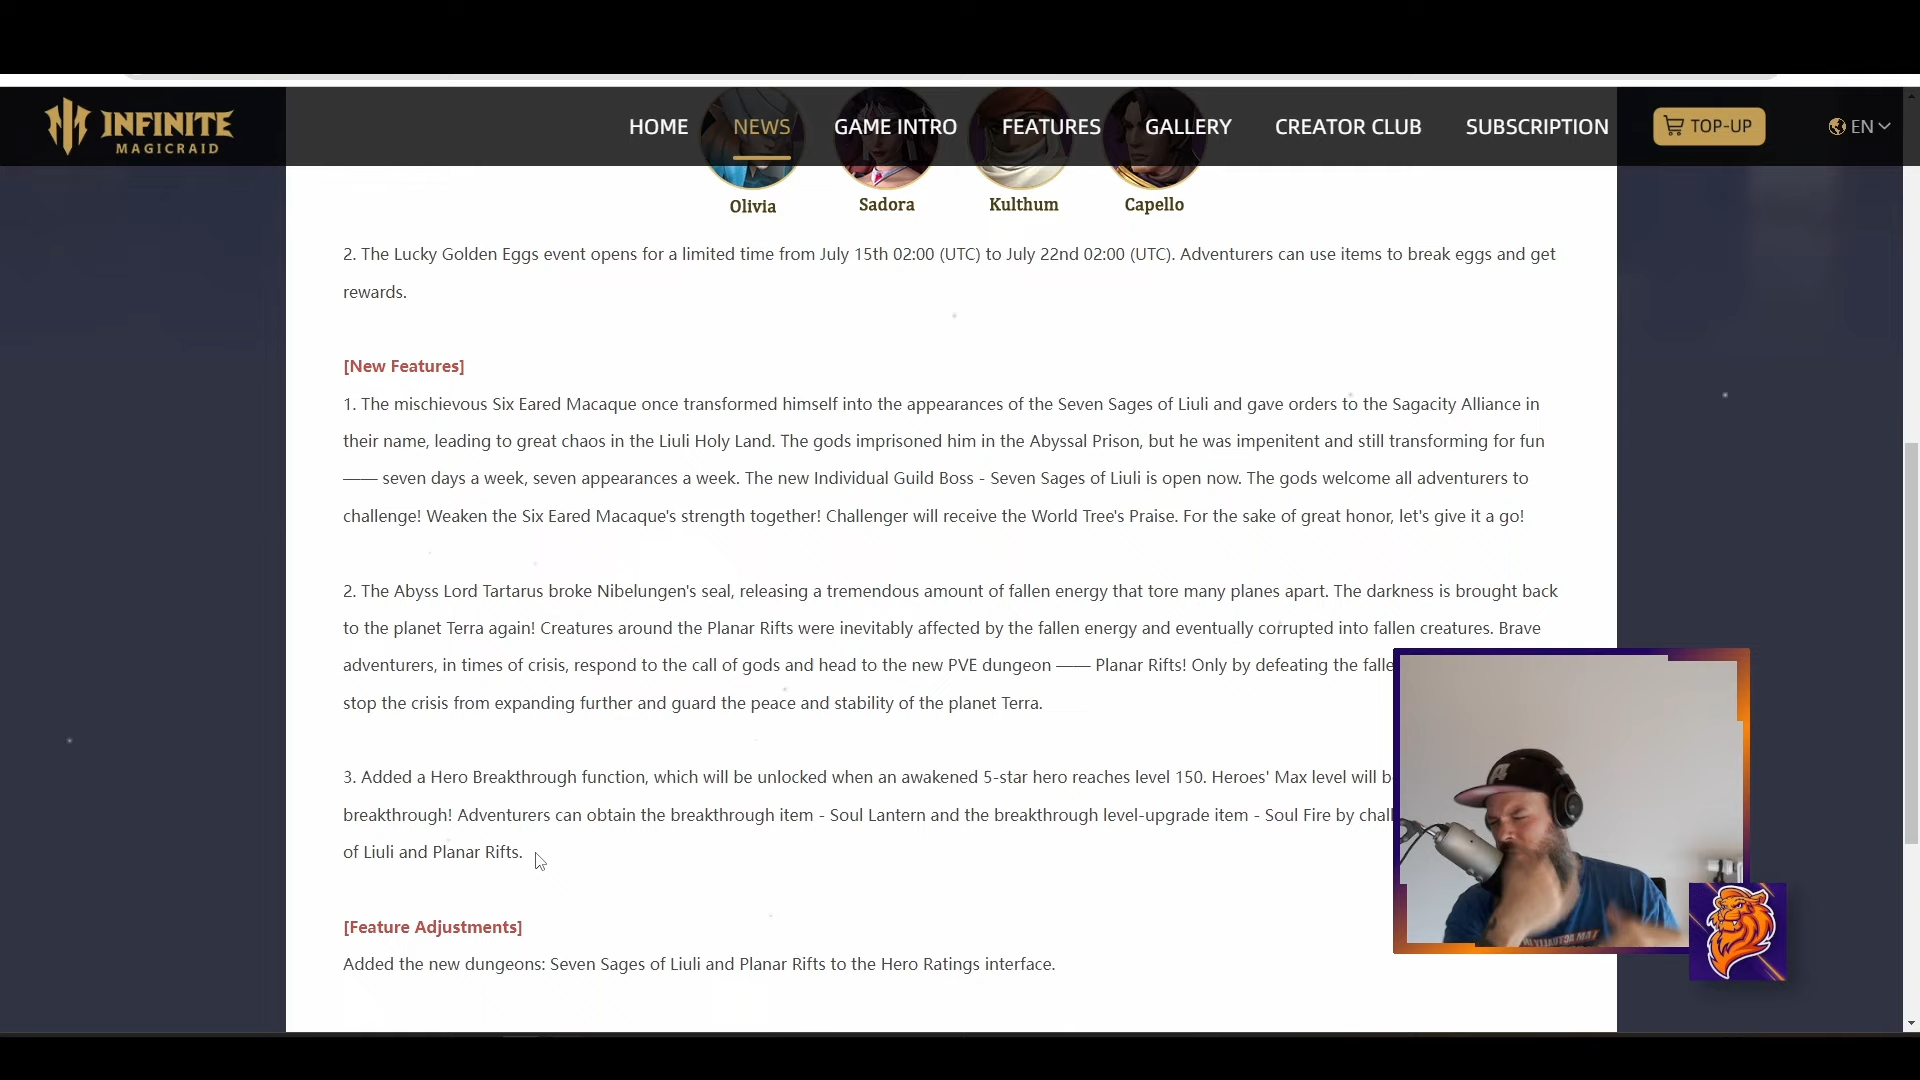 INFINITE
MAGICRAID
HOME NEWS GAME INTRO FEATURES GALLERY CREATOR CLUB SUBSCRIPTION TOP-UP EN
Olivia Sadora Kulthum Capello
2. The Lucky Golden Eggs event opens for a limited time from July 15th 02:00 (UTC) to July 22nd 02:00 (UTC). Adventurers can use items to break eggs and get
rewards.
[New Features]
1. The mischievous Six Eared Macaque once transformed himself into the appearances of the Seven Sages of Liuli and gave orders to the Sagacity Alliance in
their name, leading to great chaos in the Liuli Holy Land. The gods imprisoned him in the Abyssal Prison, but he was impenitent and still transforming for fun
—— seven days a week, seven appearances a week. The new Individual Guild Boss - Seven Sages of Liuli is open now. The gods welcome all adventurers to
challenge! Weaken the Six Eared Macaque's strength together! Challenger will receive the World Tree's Praise. For the sake of great honor, let's give it a go!
2. The Abyss Lord Tartarus broke Nibelungen's seal, releasing a tremendous amount of fallen energy that tore many planes apart. The darkness is brought back
to the planet Terra again! Creatures around the Planar Rifts were inevitably affected by the fallen energy and eventually corrupted into fallen creatures. Brave
adventurers, in times of crisis, respond to the call of gods and head to the new PVE dungeon —— Planar Rifts! Only by defeating the falle
stop the crisis from expanding further and guard the peace and stability of the planet Terra.
3. Added a Hero Breakthrough function, which will be unlocked when an awakened 5-star hero reaches level 150. Heroes' Max level will b
breakthrough! Adventurers can obtain the breakthrough item - Soul Lantern and the breakthrough level-upgrade item - Soul Fire by chal
of Liuli and Planar Rifts.
[Feature Adjustments]
Added the new dungeons: Seven Sages of Liuli and Planar Rifts to the Hero Ratings interface.